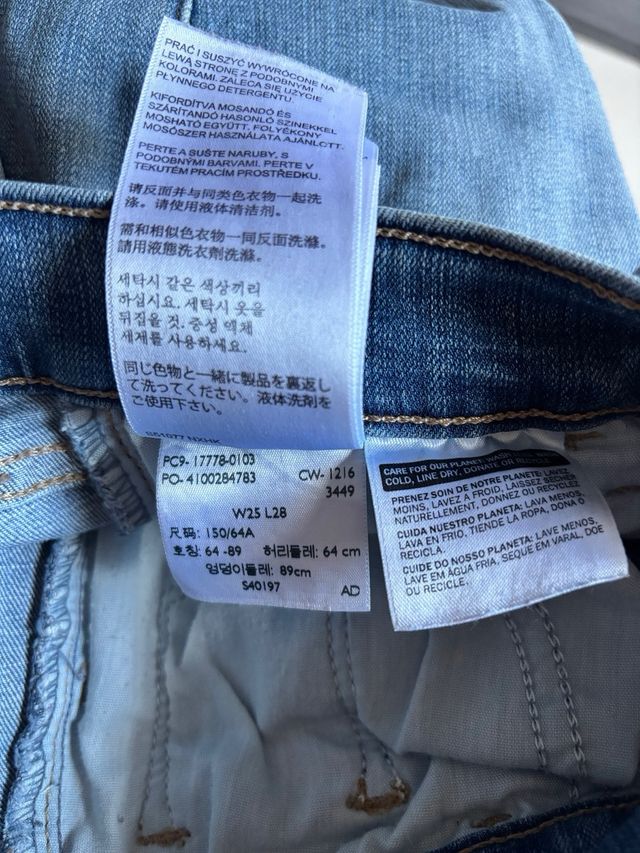 PRAĆ I SUSZYĆ WYWRÓCONE NA
LEWĄ STRONĘ Z PODOBNYMI
KOLORAMI. ZALECA SIĘ UŻYCIE
PŁYNNEGO DETERGENTU.
KIFORDÍTVA MOSANDÓ ÉS
SZÁRÍTANDÓ HASONLÓ SZÍNEKKEL
MOSHATÓ EGYÜTT. FOLYÉKONY
MOSÓSZER HASZNÁLATA AJÁNLOTT.
PERTE A SUŠTE NARUBY, S
PODOBNÝMI BARVAMI. PERTE V
TEKUTÉM PRACÍM PROSTŘEDKU.
请反面并与同类色衣物一起洗
涤。请使用液体清洁剂。
需和相似色衣物一同反面洗滌。
請用液態洗衣劑洗滌。
세탁시 같은 색상끼리
하십시요. 세탁시 옷을
뒤집을 것. 중성 액체
세제를 사용하세요.
同じ色物と一緒に製品を裏返し
て洗ってください。液体洗剤を
ご使用下さい。
PC9- 17778-0103
PO- 4100284783
CW- 1216
3449
W25 L28
尺码: 150/64A
호칭: 64 -89 허리둘레: 64 cm
엉덩이둘레: 89cm
S40197
AD
CARE FOR OUR PLANET: WASH
COLD, LINE DRY, DONATE OR
PRENEZ SOIN DE NOTRE PLANETE: LAVEZ
MOINS, LAVEZ A FROID, LAISSEZ SECHER
NATURELLEMENT, DONNEZ OU RECYCLEZ
CUIDA NUESTRO PLANETA: LAVA MENOS,
LAVA EN FRIO, TIENDE LA ROPA, DONA O
RECICLA.
CUIDE DO NOSSO PLANETA: LAVE MENOS,
LAVE EM ÁGUA FRIA, SEQUE EM VARAL, DOE
OU RECICLE.